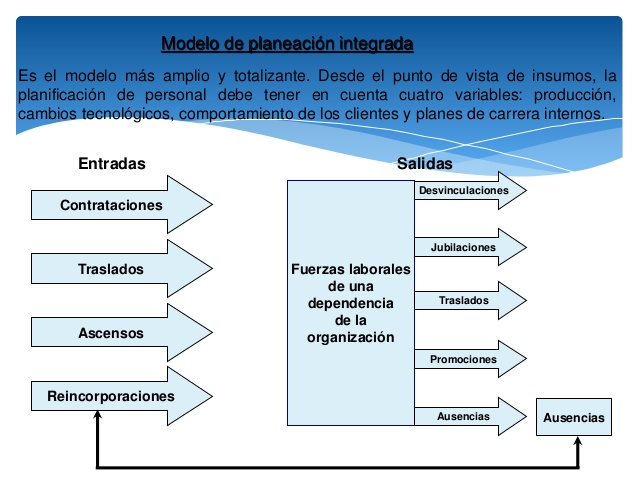 Modelo de planeación integrada
Es el modelo más amplio y totalizante. Desde el punto de vista de insumos, la
planificación de personal debe tener en cuenta cuatro variables: producción,
cambios tecnológicos, comportamiento de los clientes y planes de carrera internos.
Entradas
Salidas
Contrataciones
Traslados
Ascensos
Reincorporaciones
Fuerzas laborales
de una
dependencia
de la
organización
Desvinculaciones
Jubilaciones
Traslados
Promociones
Ausencias
Ausencias